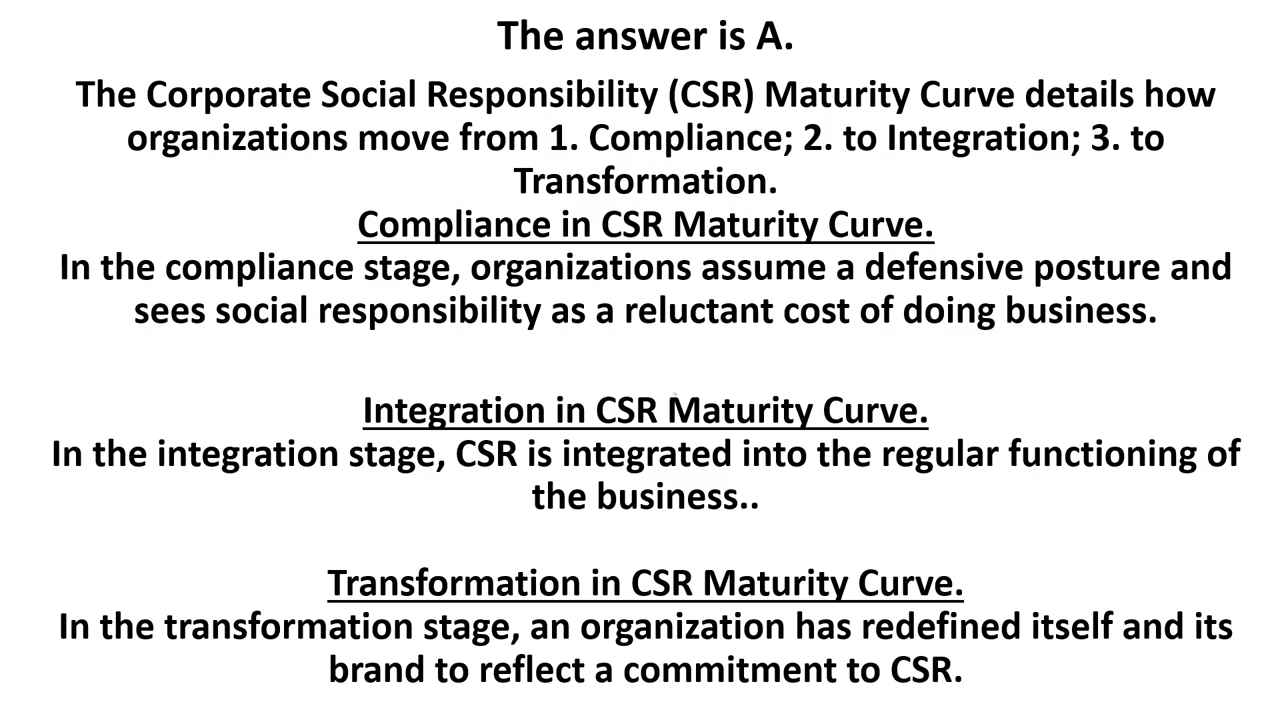 The answer is A.
The Corporate Social Responsibility (CSR) Maturity Curve details how
organizations move from 1. Compliance; 2. to Integration; 3. to
Transformation.
Compliance in CSR Maturity Curve.
In the compliance stage, organizations assume a defensive posture and
sees social responsibility as a reluctant cost of doing business.
Integration in CSR Maturity Curve.
In the integration stage, CSR is integrated into the regular functioning of
the business..
Transformation in CSR Maturity Curve.
In the transformation stage, an organization has redefined itself and its
brand to reflect a commitment to CSR.